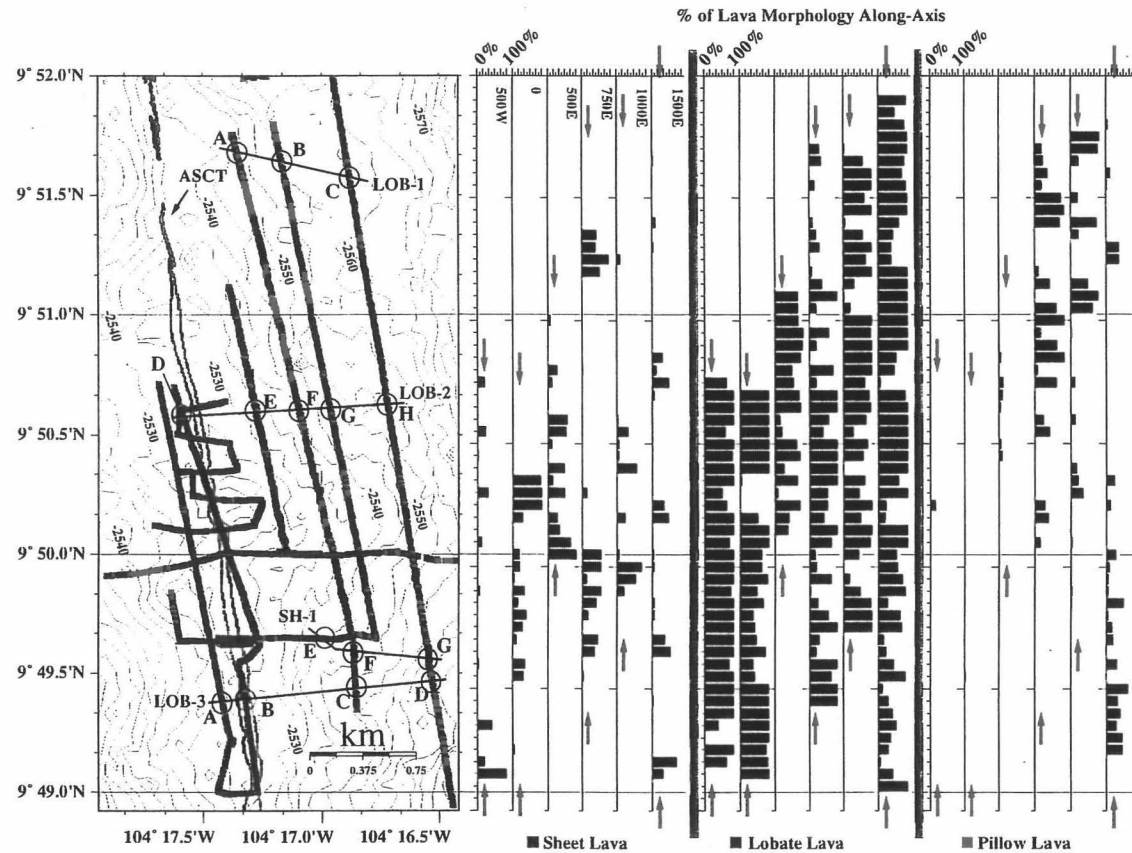 % of Lava Morphology Along-Axis
0% 100% 0% 100% 0% 100%
9° 52.0'N
9° 51.5'N
9° 51.0'N
9° 50.5'N
9° 50.0'N
9° 49.5'N
9° 49.0'N
500W 0 500E 750E 1000E 1500E
-2570
A B C LOB-1
ASCT
-2540
-2550
-2560
-2540
-2530
D
E F G H LOB-2
-2530
-2540
-2550
-2540
SH-1
E F G
LOB-3 A B C D
-2530
km
0 0.375 0.75
104° 17.5'W 104° 17.0'W 104° 16.5'W
Sheet Lava Lobate Lava Pillow Lava